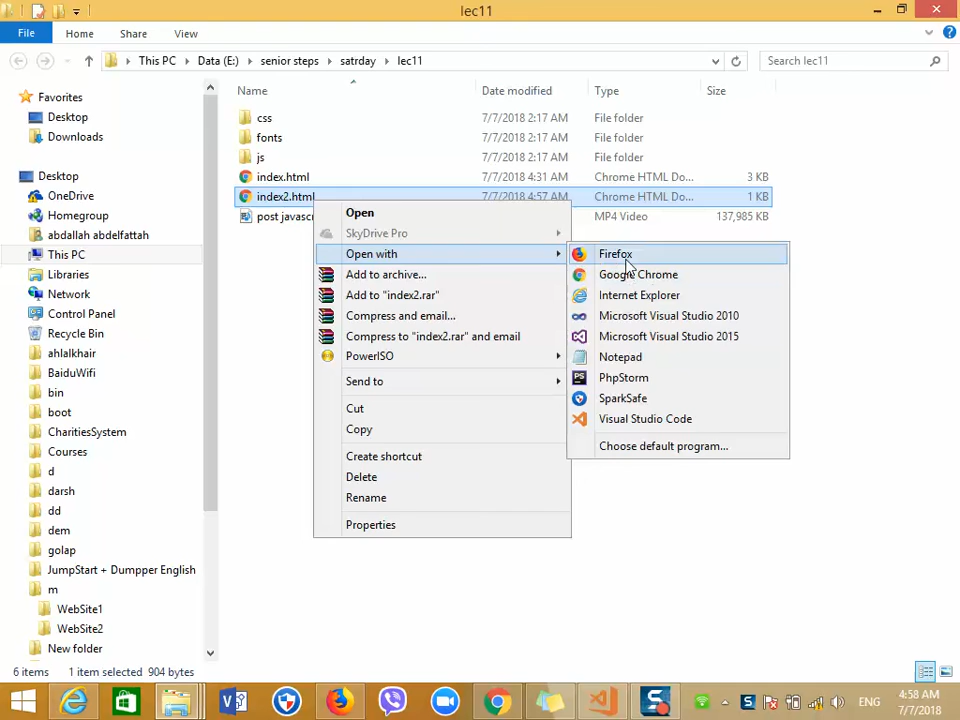 lec11
File Home Share View
This PC Data (E:) senior steps satrday lec11
Search lec11
Name Date modified Type Size
Favorites
Desktop
Downloads
Desktop
OneDrive
Homegroup
abdallah abdelfattah
This PC
Libraries
Network
Control Panel
Recycle Bin
ahlalkhair
BaiduWifi
bin
boot
CharitiesSystem
Courses
d
darsh
dd
dem
golap
JumpStart + Dumpper English
m
WebSite1
WebSite2
New folder
css 7/7/2018 2:17 AM File folder
fonts 7/7/2018 2:17 AM File folder
js 7/7/2018 2:17 AM File folder
index.html 7/7/2018 4:31 AM Chrome HTML Do... 3 KB
index2.html 7/7/2018 4:57 AM Chrome HTML Do... 1 KB
post MP4 Video 137,985 KB
Open
SkyDrive Pro
Open with
Add to archive...
Add to "index2.rar"
Compress and email...
Compress to "index2.rar" and email
PowerISO
Send to
Cut
Copy
Create shortcut
Delete
Rename
Properties
Firefox
Google Chrome
Internet Explorer
Microsoft Visual Studio 2010
Microsoft Visual Studio 2015
Notepad
PhpStorm
SparkSafe
Visual Studio Code
Choose default program...
6 items 1 item selected 904 bytes
ENG
4:58 AM
7/7/2018